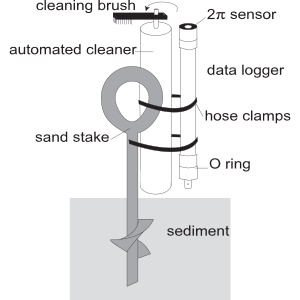 cleaning brush
2π sensor
automated cleaner
data logger
hose clamps
sand stake
O ring
sediment